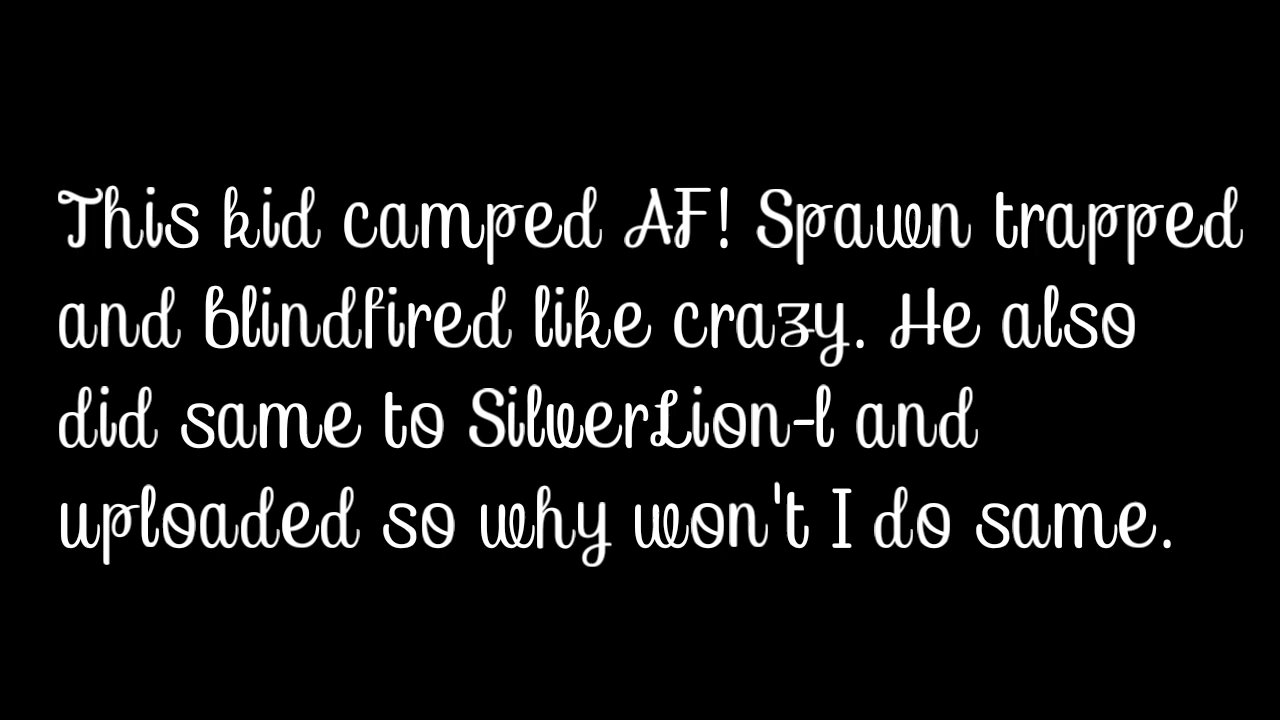 This kid camped AF! Spawn trapped
and blindfired like crazy. He also
did same to SilverLion-l and
uploaded so why won't I do same.